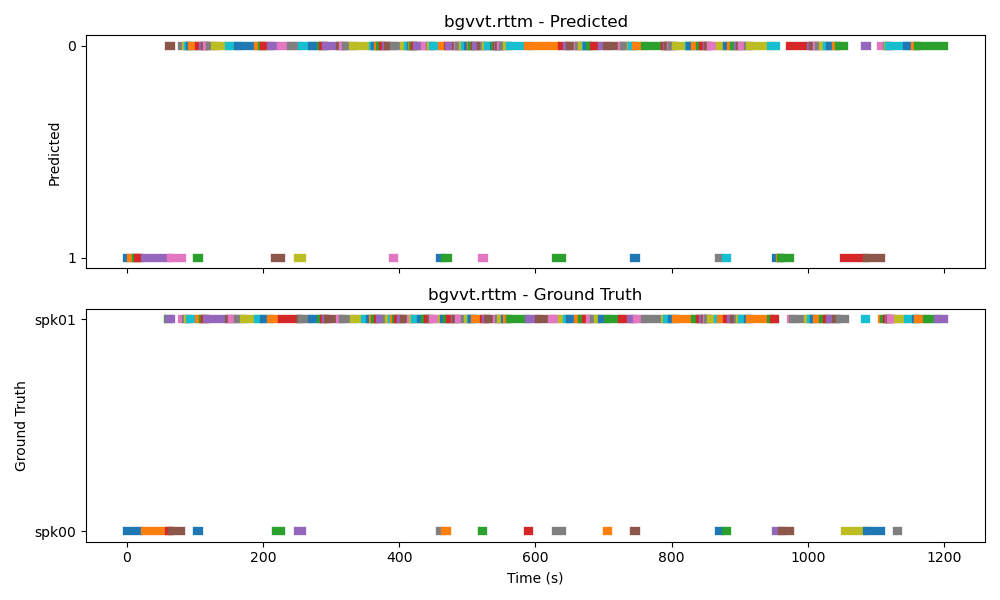 bgvvt.rttm - Predicted
0
Predicted
1
bgvvt.rttm - Ground Truth
spk01
Ground Truth
spk00
0 200 400 600 800 1000 1200
Time (s)